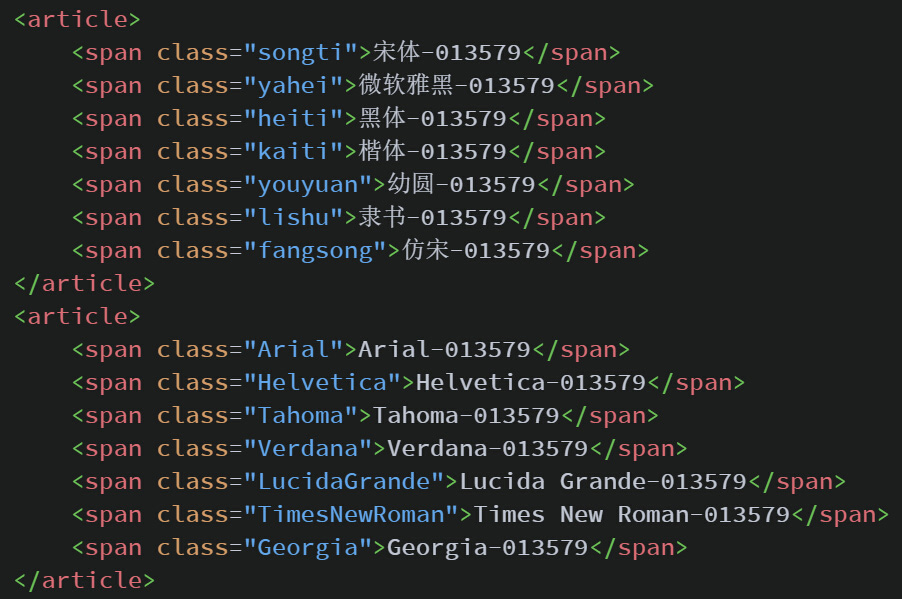 <article>
    <span class="songti">宋体-013579</span>
    <span class="yahei">微软雅黑-013579</span>
    <span class="heiti">黑体-013579</span>
    <span class="kaiti">楷体-013579</span>
    <span class="youyuan">幼圆-013579</span>
    <span class="lishu">隶书-013579</span>
    <span class="fangsong">仿宋-013579</span>
</article>
<article>
    <span class="Arial">Arial-013579</span>
    <span class="Helvetica">Helvetica-013579</span>
    <span class="Tahoma">Tahoma-013579</span>
    <span class="Verdana">Verdana-013579</span>
    <span class="LucidaGrande">Lucida Grande-013579</span>
    <span class="TimesNewRoman">Times New Roman-013579</span>
    <span class="Georgia">Georgia-013579</span>
</article>